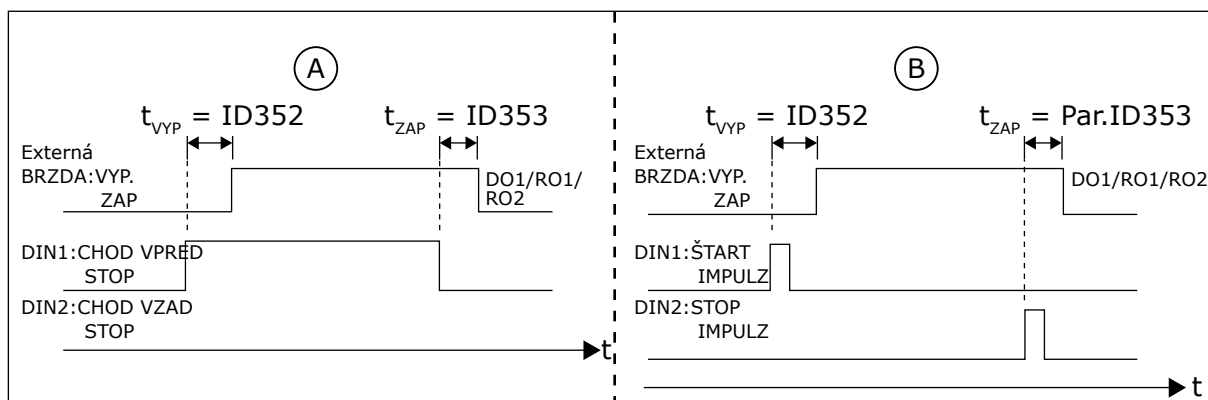 A
t_VYP = ID352
t_ZAP = ID353
Externá
BRZDA:VYP.
ZAP
DO1/RO1/
RO2
DIN1:CHOD VPRED
STOP
DIN2:CHOD VZAD
STOP
t
B
t_VYP = ID352
t_ZAP = Par.ID353
Externá
BRZDA:VYP.
ZAP
DO1/RO1/RO2
DIN1:ŠTART
IMPULZ
DIN2:STOP
IMPULZ
t